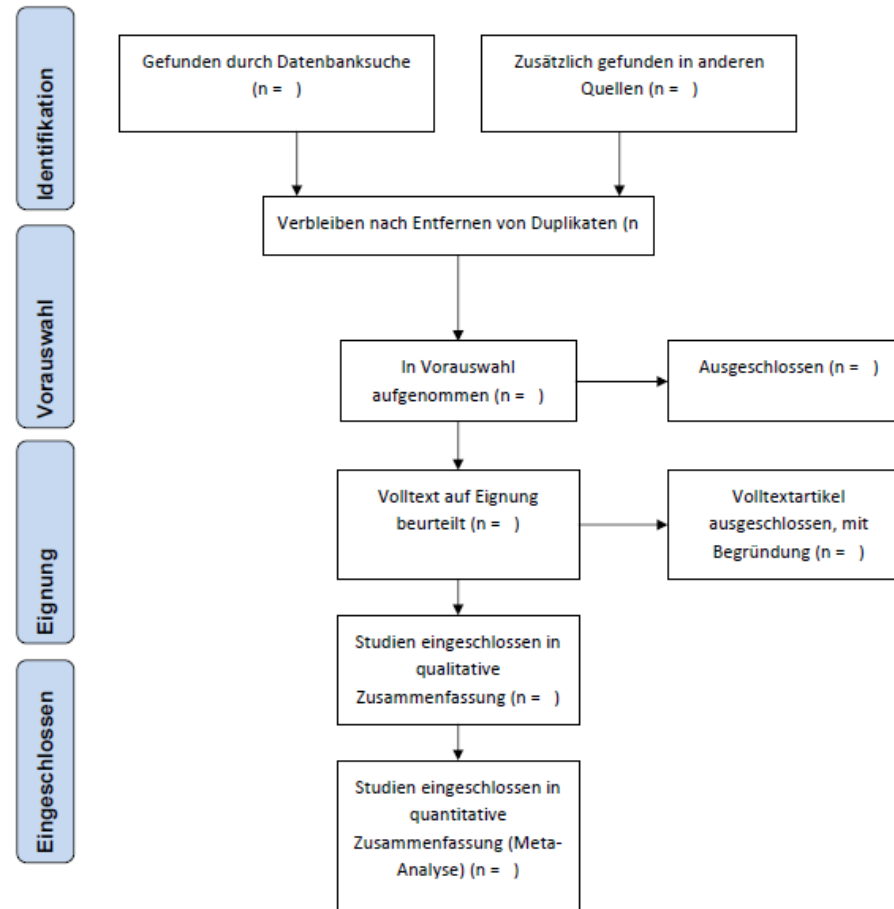 Identifikation
Gefunden durch Datenbanksuche
(n =   )
Zusätzlich gefunden in anderen
Quellen (n =   )
Verbleiben nach Entfernen von Duplikaten (n
Vorauswahl
In Vorauswahl
aufgenommen (n =   )
Ausgeschlossen (n =   )
Eignung
Volltext auf Eignung
beurteilt (n =   )
Volltextartikel
ausgeschlossen, mit
Begründung (n =   )
Studien eingeschlossen in
qualitative
Zusammenfassung (n =   )
Eingeschlossen
Studien eingeschlossen in
quantitative
Zusammenfassung (Meta-
Analyse) (n =   )